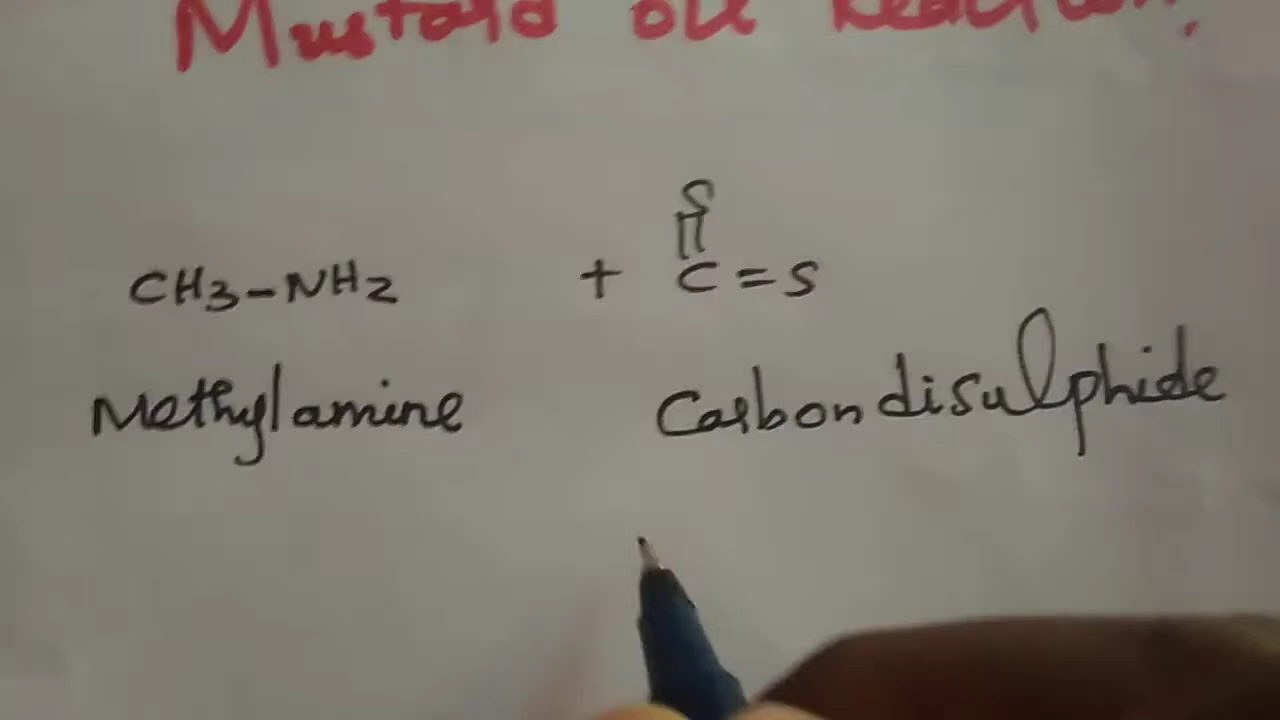 Mustard oil Reaction.
S
CH3-NH2 + C=S
Methylamine Carbondisulphide